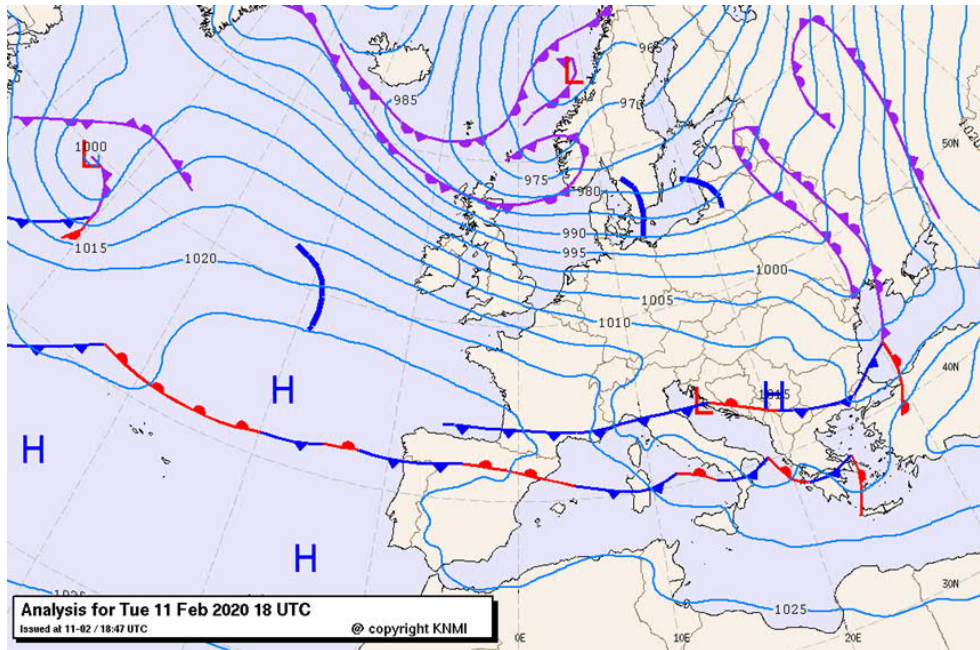 965
985
970
50N
1020
L
L
1000
975
980
990
995
1015
1020
1000
1005
1010
40N
H
L
H
1015
H
H
30N
1025
1025
Analysis for Tue 11 Feb 2020 18 UTC
Issued at 11-02 / 18:47 UTC @ copyright KNMI
0E 10E 20E